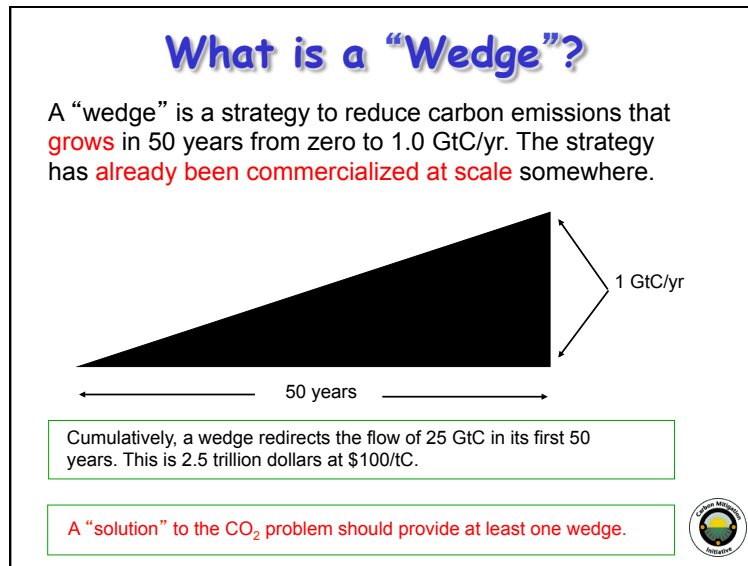 What is a “Wedge”?
A “wedge” is a strategy to reduce carbon emissions that
grows in 50 years from zero to 1.0 GtC/yr. The strategy
has already been commercialized at scale somewhere.
1 GtC/yr
50 years
Cumulatively, a wedge redirects the flow of 25 GtC in its first 50
years. This is 2.5 trillion dollars at $100/tC.
A “solution” to the CO₂ problem should provide at least one wedge.
Carbon Mitigation
Initiative